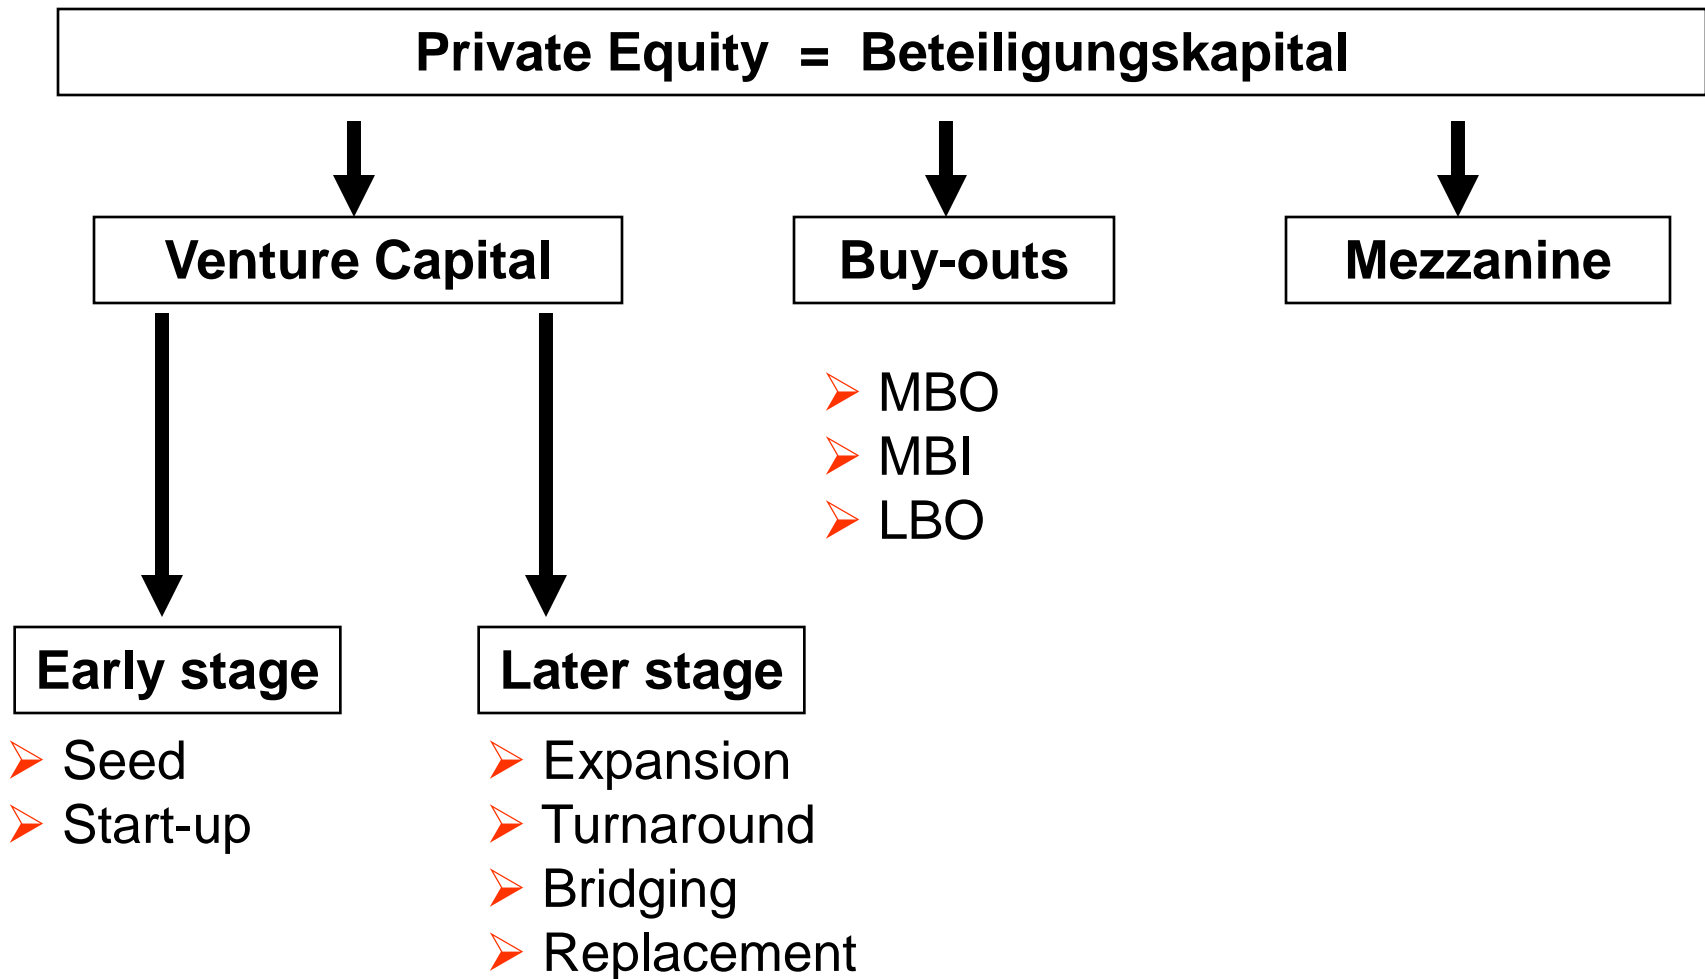 Private Equity = Beteiligungskapital
Venture Capital
Buy-outs
Mezzanine
MBO
MBI
LBO
Early stage
Later stage
Seed
Start-up
Expansion
Turnaround
Bridging
Replacement